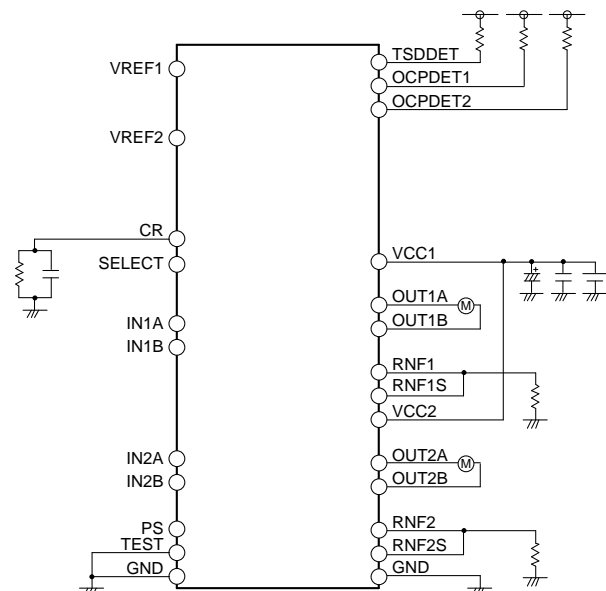 VREF1
VREF2
CR
SELECT
IN1A
IN1B
IN2A
IN2B
PS
TEST
GND
TSDDET
OCPDET1
OCPDET2
VCC1
+
OUT1A
M
OUT1B
RNF1
RNF1S
VCC2
OUT2A
M
OUT2B
RNF2
RNF2S
GND